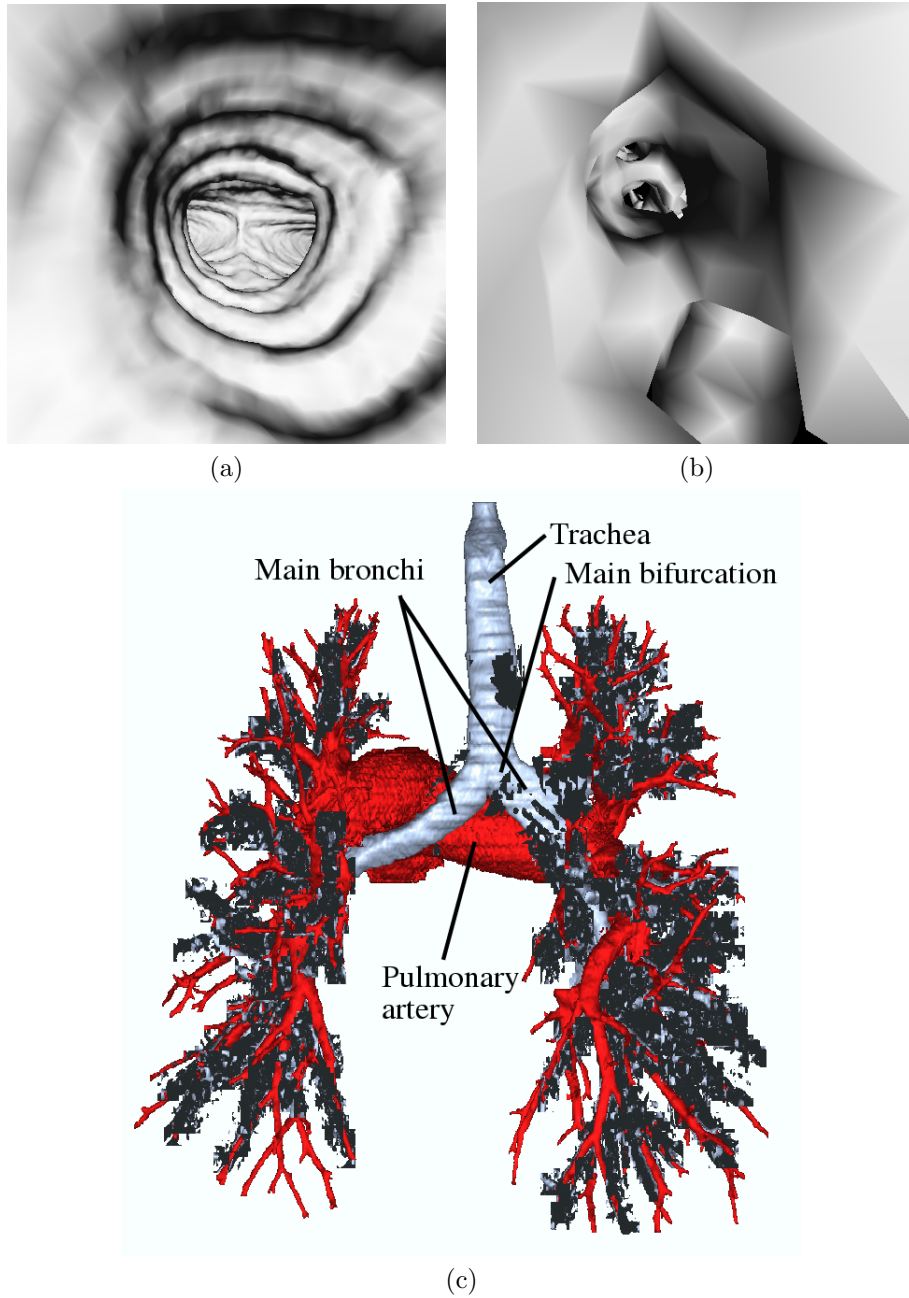 (a)
(b)
Trachea
Main bronchi
Main bifurcation
Pulmonary
artery
(c)